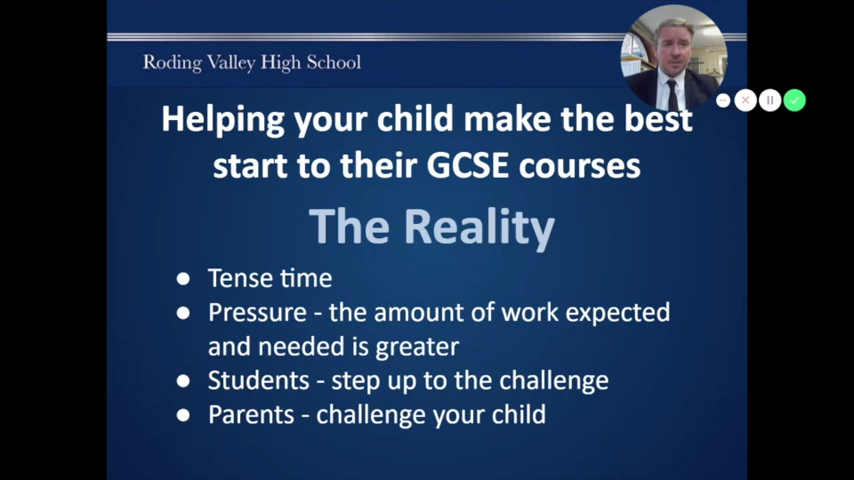 Roding Valley High School
Helping your child make the best
start to their GCSE courses
The Reality
● Tense time
● Pressure - the amount of work expected
and needed is greater
● Students - step up to the challenge
● Parents - challenge your child